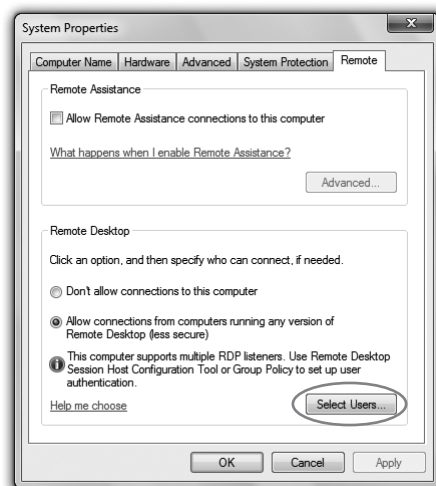 System Properties
X
Computer Name Hardware Advanced System Protection Remote
Remote Assistance
Allow Remote Assistance connections to this computer
What happens when I enable Remote Assistance?
Advanced...
Remote Desktop
Click an option, and then specify who can connect, if needed.
Don't allow connections to this computer
Allow connections from computers running any version of
Remote Desktop (less secure)
This computer supports multiple RDP listeners. Use Remote Desktop
Session Host Configuration Tool or Group Policy to set up user
authentication.
Help me choose
Select Users...
OK Cancel Apply